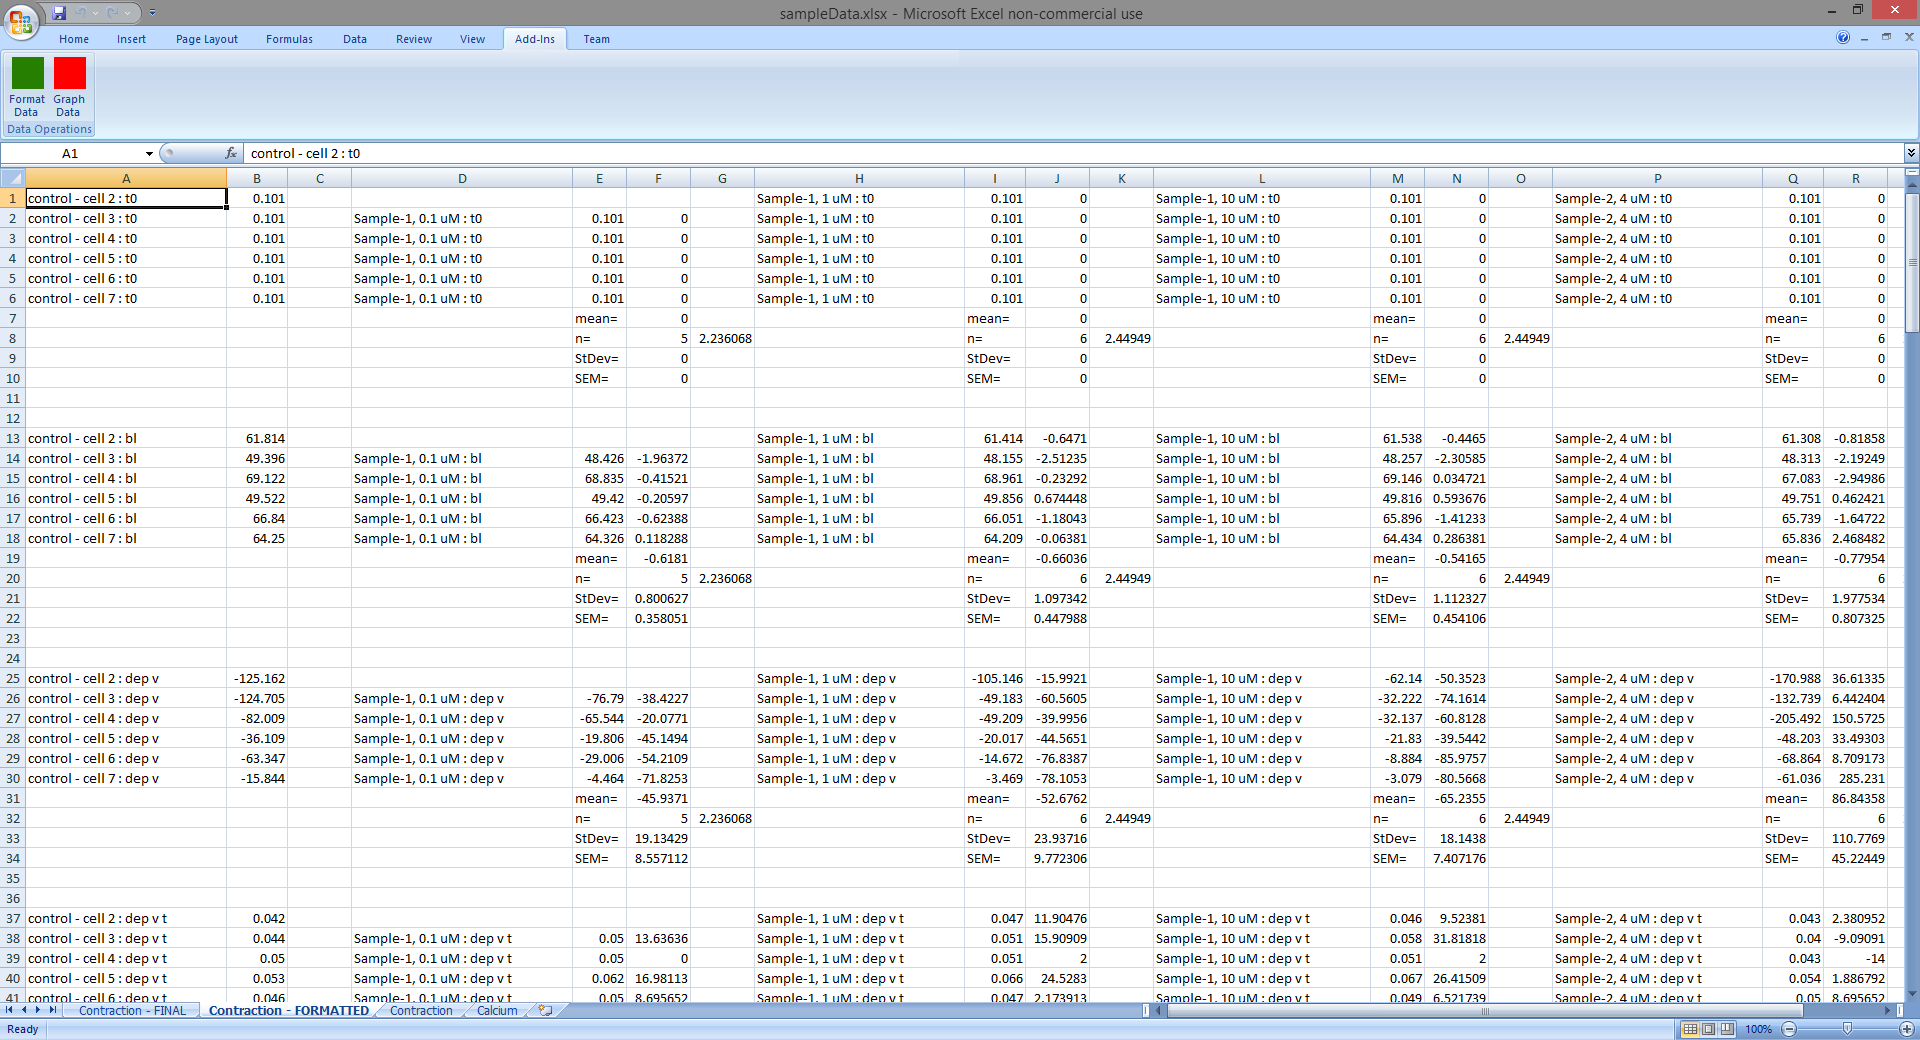 sampleData.xlsx - Microsoft Excel non-commercial use
Home Insert Page Layout Formulas Data Review View Add-Ins Team
Format Data Graph Data
Data Operations
A1 fx control - cell 2 : t0
A B C D E F G H I J K L M N O P Q R
1 control - cell 2 : t0 0.101 Sample-1, 1 uM : t0 0.101 0 Sample-1, 10 uM : t0 0.101 0 Sample-2, 4 uM : t0 0.101 0
2 control - cell 3 : t0 0.101 Sample-1, 0.1 uM : t0 0.101 0 Sample-1, 1 uM : t0 0.101 0 Sample-1, 10 uM : t0 0.101 0 Sample-2, 4 uM : t0 0.101 0
3 control - cell 4 : t0 0.101 Sample-1, 0.1 uM : t0 0.101 0 Sample-1, 1 uM : t0 0.101 0 Sample-1, 10 uM : t0 0.101 0 Sample-2, 4 uM : t0 0.101 0
4 control - cell 5 : t0 0.101 Sample-1, 0.1 uM : t0 0.101 0 Sample-1, 1 uM : t0 0.101 0 Sample-1, 10 uM : t0 0.101 0 Sample-2, 4 uM : t0 0.101 0
5 control - cell 6 : t0 0.101 Sample-1, 0.1 uM : t0 0.101 0 Sample-1, 1 uM : t0 0.101 0 Sample-1, 10 uM : t0 0.101 0 Sample-2, 4 uM : t0 0.101 0
6 control - cell 7 : t0 0.101 Sample-1, 0.1 uM : t0 0.101 0 Sample-1, 1 uM : t0 0.101 0 Sample-1, 10 uM : t0 0.101 0 Sample-2, 4 uM : t0 0.101 0
7 mean= 0 mean= 0 mean= 0 mean= 0
8 n= 5 2.236068 n= 6 2.44949 n= 6 2.44949 n= 6
9 StDev= 0 StDev= 0 StDev= 0 StDev= 0
10 SEM= 0 SEM= 0 SEM= 0 SEM= 0
11
12
13 control - cell 2 : bl 61.814 Sample-1, 1 uM : bl 61.414 -0.6471 Sample-1, 10 uM : bl 61.538 -0.4465 Sample-2, 4 uM : bl 61.308 -0.81858
14 control - cell 3 : bl 49.396 Sample-1, 0.1 uM : bl 48.426 -1.96372 Sample-1, 1 uM : bl 48.155 -2.51235 Sample-1, 10 uM : bl 48.257 -2.30585 Sample-2, 4 uM : bl 48.313 -2.19249
15 control - cell 4 : bl 69.122 Sample-1, 0.1 uM : bl 68.835 -0.41521 Sample-1, 1 uM : bl 68.961 -0.23292 Sample-1, 10 uM : bl 69.146 0.034721 Sample-2, 4 uM : bl 67.083 -2.94986
16 control - cell 5 : bl 49.522 Sample-1, 0.1 uM : bl 49.42 -0.20597 Sample-1, 1 uM : bl 49.856 0.674448 Sample-1, 10 uM : bl 49.816 0.593676 Sample-2, 4 uM : bl 49.751 0.462421
17 control - cell 6 : bl 66.84 Sample-1, 0.1 uM : bl 66.423 -0.62388 Sample-1, 1 uM : bl 66.051 -1.18043 Sample-1, 10 uM : bl 65.896 -1.41233 Sample-2, 4 uM : bl 65.739 -1.64722
18 control - cell 7 : bl 64.25 Sample-1, 0.1 uM : bl 64.326 0.118288 Sample-1, 1 uM : bl 64.209 -0.06381 Sample-1, 10 uM : bl 64.434 0.286381 Sample-2, 4 uM : bl 65.836 2.468482
19 mean= -0.6181 mean= -0.66036 mean= -0.54165 mean= -0.77954
20 n= 5 2.236068 n= 6 2.44949 n= 6 2.44949 n= 6
21 StDev= 0.800627 StDev= 1.097342 StDev= 1.112327 StDev= 1.977534
22 SEM= 0.358051 SEM= 0.447988 SEM= 0.454106 SEM= 0.807325
23
24
25 control - cell 2 : dep v -125.162 Sample-1, 1 uM : dep v -105.146 -15.9921 Sample-1, 10 uM : dep v -62.14 -50.3523 Sample-2, 4 uM : dep v -170.988 36.61335
26 control - cell 3 : dep v -124.705 Sample-1, 0.1 uM : dep v -76.79 -38.4227 Sample-1, 1 uM : dep v -49.183 -60.5605 Sample-1, 10 uM : dep v -32.222 -74.1614 Sample-2, 4 uM : dep v -132.739 6.442404
27 control - cell 4 : dep v -82.009 Sample-1, 0.1 uM : dep v -65.544 -20.0771 Sample-1, 1 uM : dep v -49.209 -39.9956 Sample-1, 10 uM : dep v -32.137 -60.8128 Sample-2, 4 uM : dep v -205.492 150.5725
28 control - cell 5 : dep v -36.109 Sample-1, 0.1 uM : dep v -19.806 -45.1494 Sample-1, 1 uM : dep v -20.017 -44.5651 Sample-1, 10 uM : dep v -21.83 -39.5442 Sample-2, 4 uM : dep v -48.203 33.49303
29 control - cell 6 : dep v -63.347 Sample-1, 0.1 uM : dep v -29.006 -54.2109 Sample-1, 1 uM : dep v -14.672 -76.8387 Sample-1, 10 uM : dep v -8.884 -85.9757 Sample-2, 4 uM : dep v -68.864 8.709173
30 control - cell 7 : dep v -15.844 Sample-1, 0.1 uM : dep v -4.464 -71.8253 Sample-1, 1 uM : dep v -3.469 -78.1053 Sample-1, 10 uM : dep v -3.079 -80.5668 Sample-2, 4 uM : dep v -61.036 285.231
31 mean= -45.9371 mean= -52.6762 mean= -65.2355 mean= 86.84358
32 n= 5 2.236068 n= 6 2.44949 n= 6 2.44949 n= 6
33 StDev= 19.13429 StDev= 23.93716 StDev= 18.1438 StDev= 110.7769
34 SEM= 8.557112 SEM= 9.772306 SEM= 7.407176 SEM= 45.22449
35
36
37 control - cell 2 : dep v t 0.042 Sample-1, 1 uM : dep v t 0.047 11.90476 Sample-1, 10 uM : dep v t 0.046 9.52381 Sample-2, 4 uM : dep v t 0.043 2.380952
38 control - cell 3 : dep v t 0.044 Sample-1, 0.1 uM : dep v t 0.05 13.63636 Sample-1, 1 uM : dep v t 0.051 15.90909 Sample-1, 10 uM : dep v t 0.058 31.81818 Sample-2, 4 uM : dep v t 0.04 -9.09091
39 control - cell 4 : dep v t 0.05 Sample-1, 0.1 uM : dep v t 0.05 0 Sample-1, 1 uM : dep v t 0.051 2 Sample-1, 10 uM : dep v t 0.051 2 Sample-2, 4 uM : dep v t 0.043 -14
40 control - cell 5 : dep v t 0.053 Sample-1, 0.1 uM : dep v t 0.062 16.98113 Sample-1, 1 uM : dep v t 0.066 24.5283 Sample-1, 10 uM : dep v t 0.067 26.41509 Sample-2, 4 uM : dep v t 0.054 1.886792
41 control - cell 6 : dep v t 0.046 Sample-1, 0.1 uM : dep v t 0.05 8.695652 Sample-1, 1 uM : dep v t 0.047 2.173913 Sample-1, 10 uM : dep v t 0.049 6.521739 Sample-2, 4 uM : dep v t 0.05 8.695652
Contraction - FINAL Contraction - FORMATTED Contraction Calcium
Ready 100%